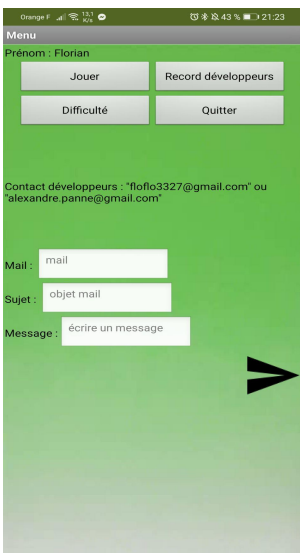 Orange F 13,1 K/s 43 % 21:23
Menu
Prénom : Florian
Jouer Record développeurs
Difficulté Quitter
Contact développeurs : "floflo3327@gmail.com" ou
"alexandre.panne@gmail.com"
Mail : mail
Sujet : objet mail
Message : écrire un message